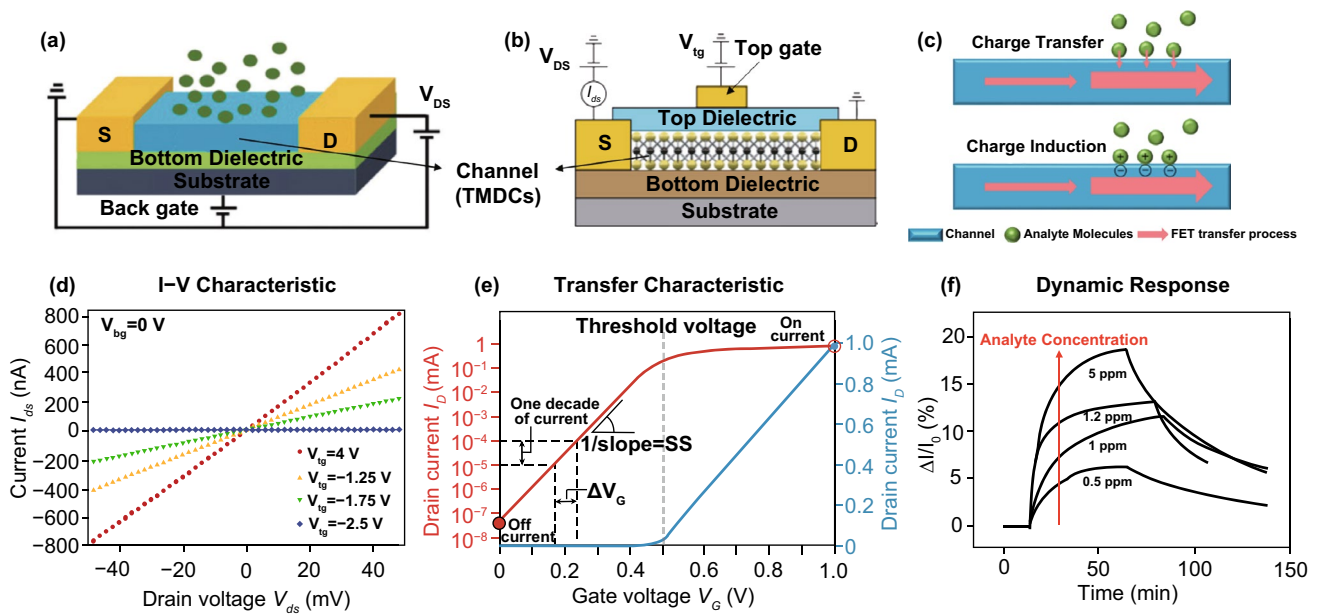 (a)
V_DS
S
D
Bottom Dielectric
Substrate
Back gate
Channel
(TMDCs)
(b)
V_DS
I_ds
V_tg
Top gate
Top Dielectric
S
D
Bottom Dielectric
Substrate
(c)
Charge Transfer
Charge Induction
+ + +
− − −
Channel
Analyte Molecules
FET transfer process
(d)
I−V Characteristic
V_bg=0 V
Current I_ds (nA)
800
600
400
200
0
−200
−400
−600
−800
V_tg=4 V
V_tg=−1.25 V
V_tg=−1.75 V
V_tg=−2.5 V
−40
−20
0
20
40
Drain voltage V_ds (mV)
(e)
Transfer Characteristic
Threshold voltage
On
current
Drain current I_D (mA)
1
10⁻¹
10⁻²
10⁻³
10⁻⁴
10⁻⁵
10⁻⁶
10⁻⁷
10⁻⁸
One decade
of current
1/slope=SS
ΔV_G
Off
current
1.0
0.8
0.6
0.4
0.2
0
Drain current I_D (mA)
0
0.2
0.4
0.6
0.8
1.0
Gate voltage V_G (V)
(f)
Dynamic Response
Analyte Concentration
5 ppm
1.2 ppm
1 ppm
0.5 ppm
ΔI/I₀ (%)
20
15
10
5
0
0
50
100
150
Time (min)